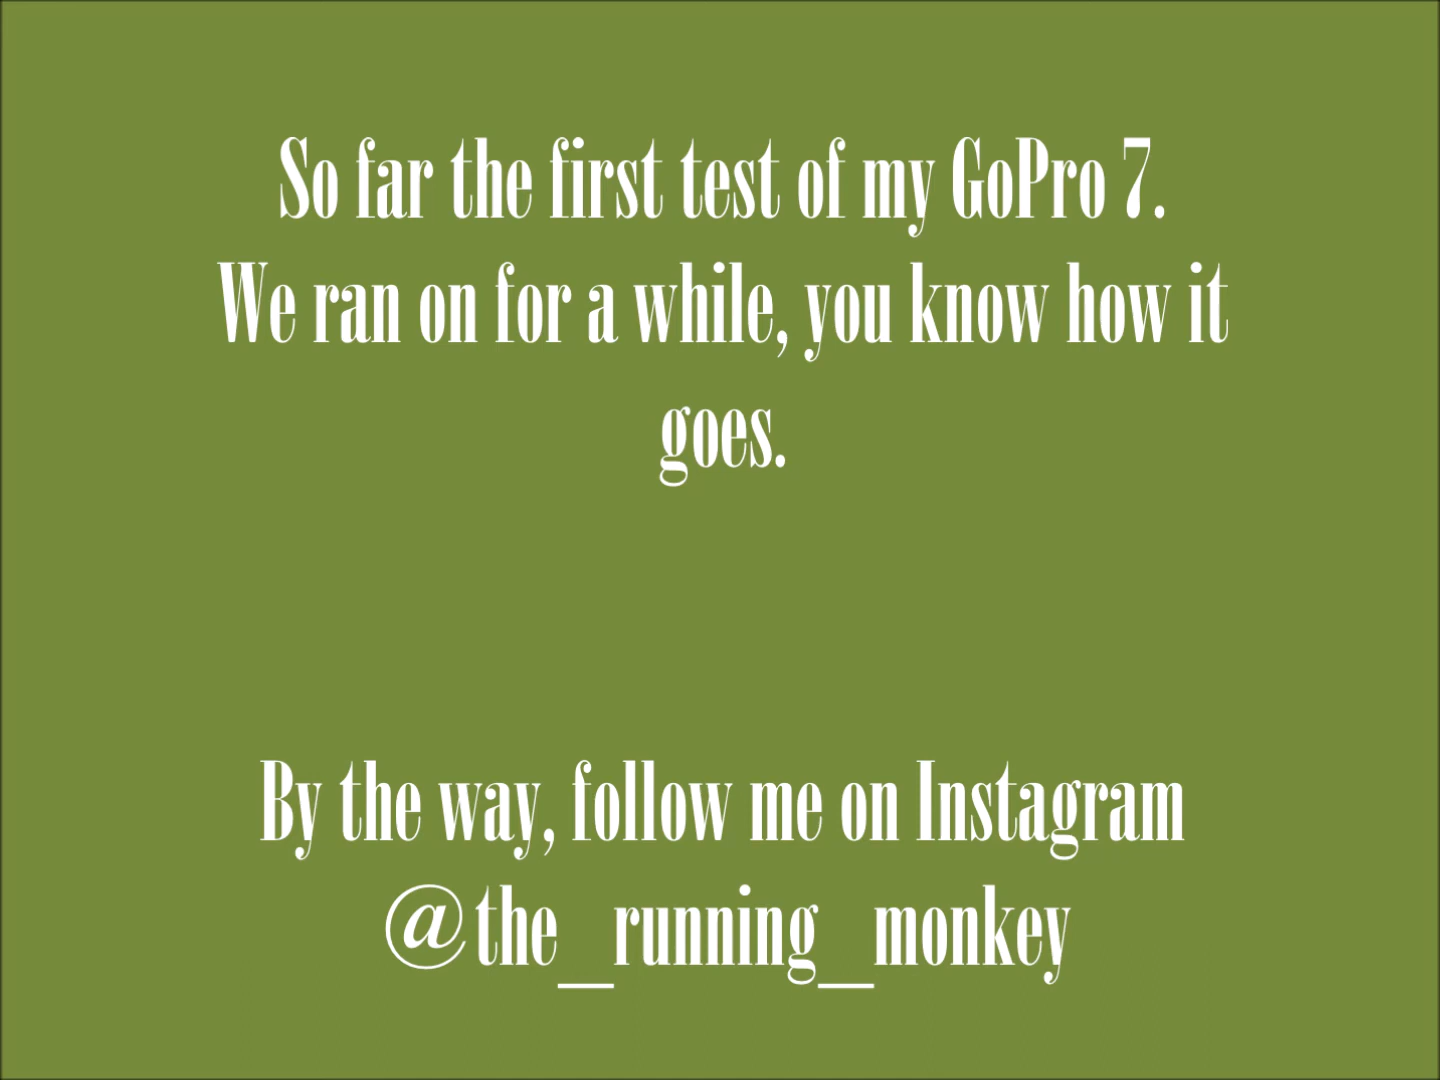 So far the first test of my GoPro 7.
We ran on for a while, you know how it
goes.
By the way, follow me on Instagram
@the_running_monkey